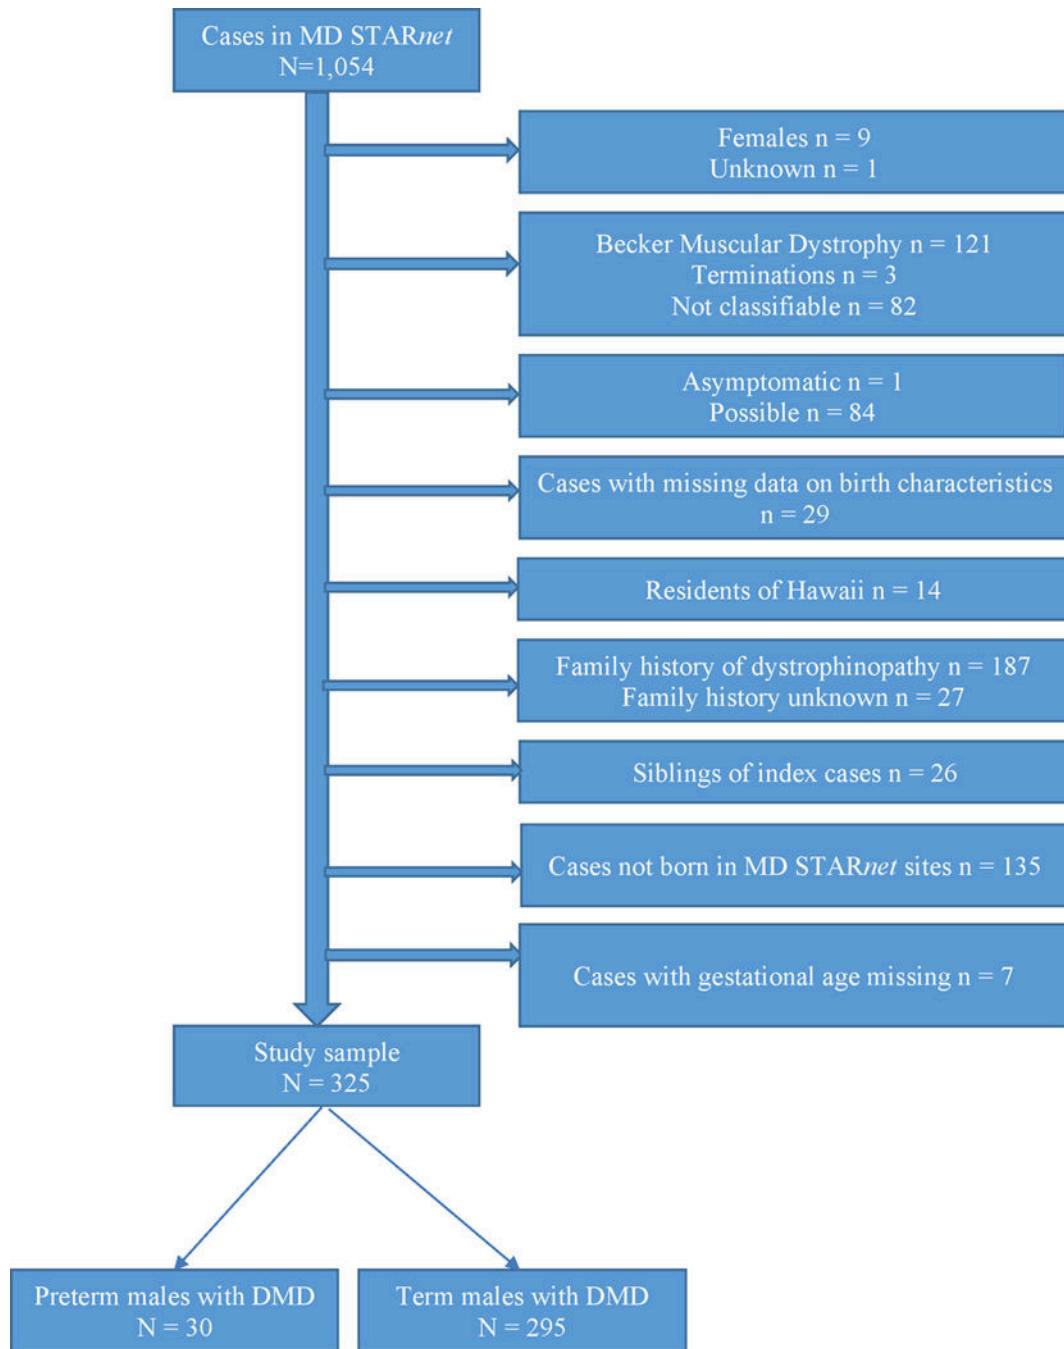 Cases in MD STARnet
N=1,054
Females n = 9
Unknown n = 1
Becker Muscular Dystrophy n = 121
Terminations n = 3
Not classifiable n = 82
Asymptomatic n = 1
Possible n = 84
Cases with missing data on birth characteristics
n = 29
Residents of Hawaii n = 14
Family history of dystrophinopathy n = 187
Family history unknown n = 27
Siblings of index cases n = 26
Cases not born in MD STARnet sites n = 135
Cases with gestational age missing n = 7
Study sample
N = 325
Preterm males with DMD
N = 30
Term males with DMD
N = 295